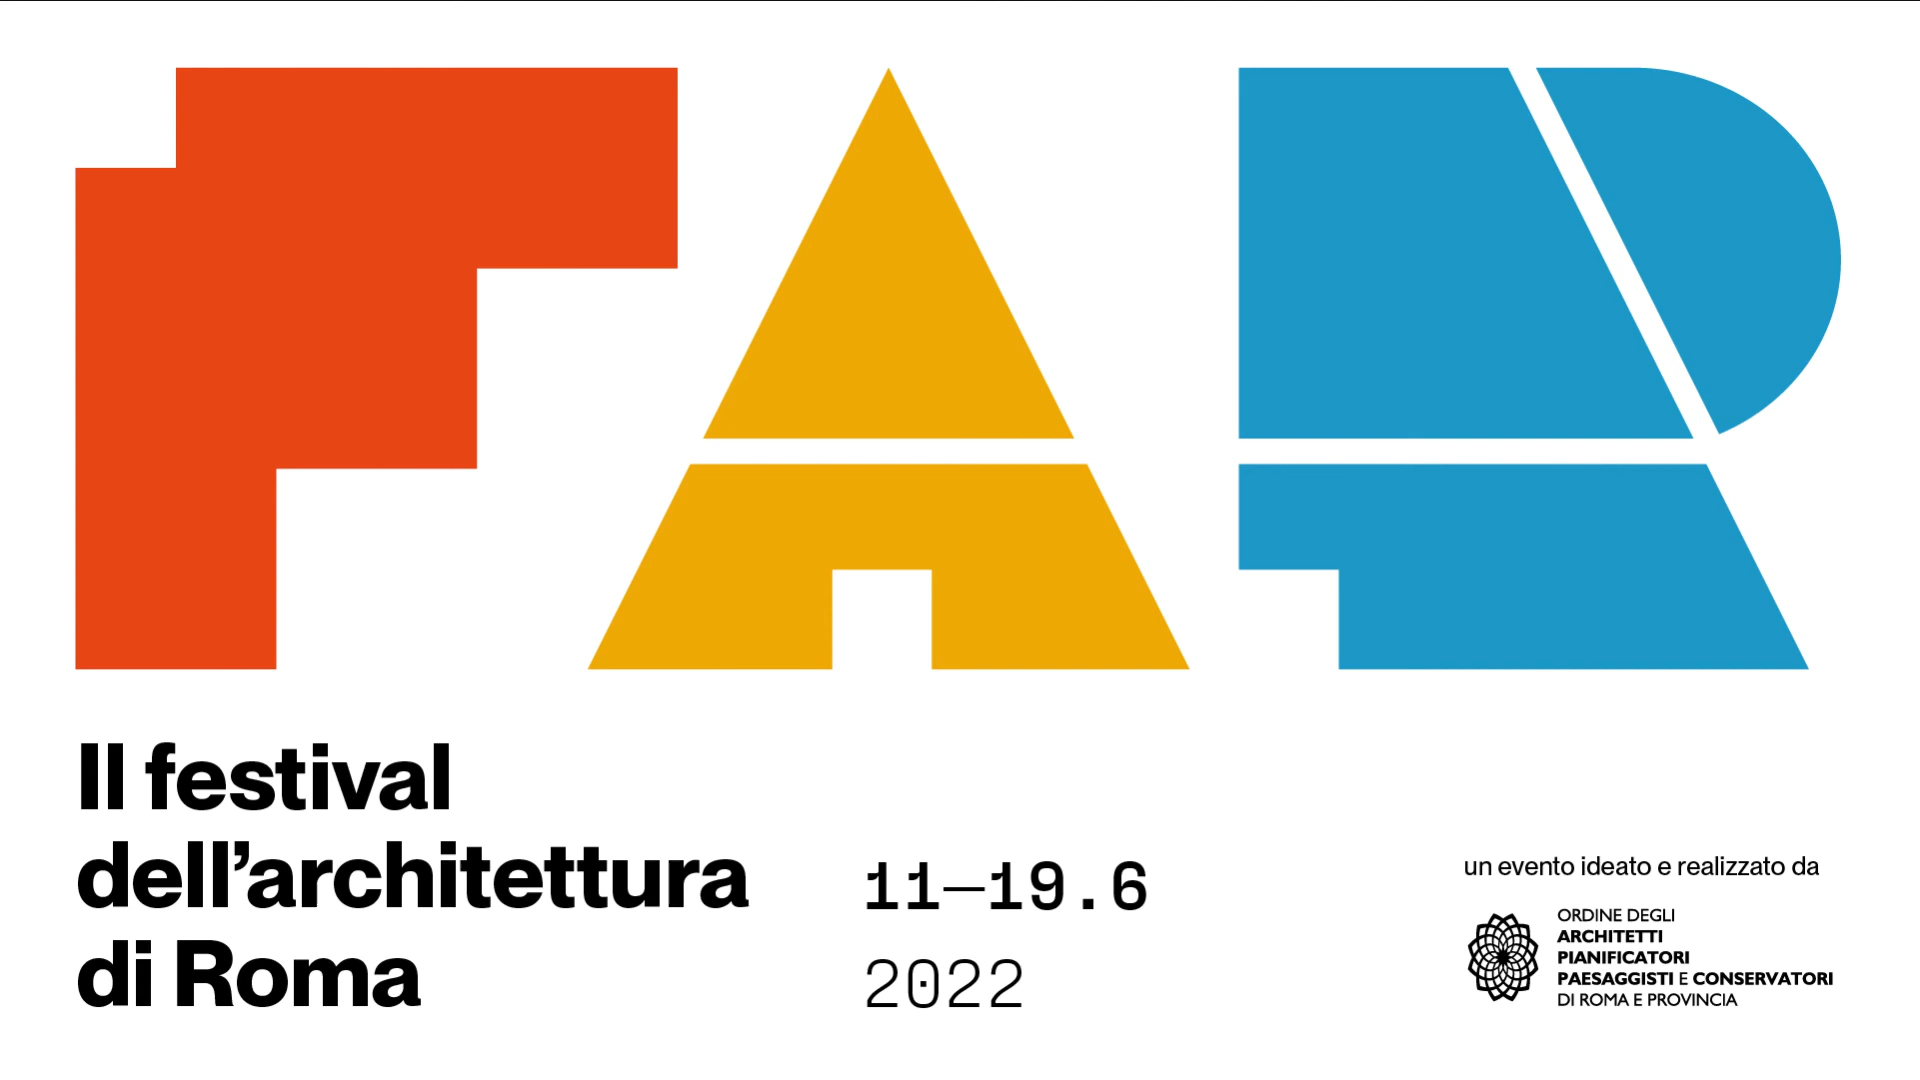 FAR
Il festival
dell’architettura
di Roma
11—19.6
2022
un evento ideato e realizzato da
ORDINE DEGLI
ARCHITETTI
PIANIFICATORI
PAESAGGISTI E CONSERVATORI
DI ROMA E PROVINCIA